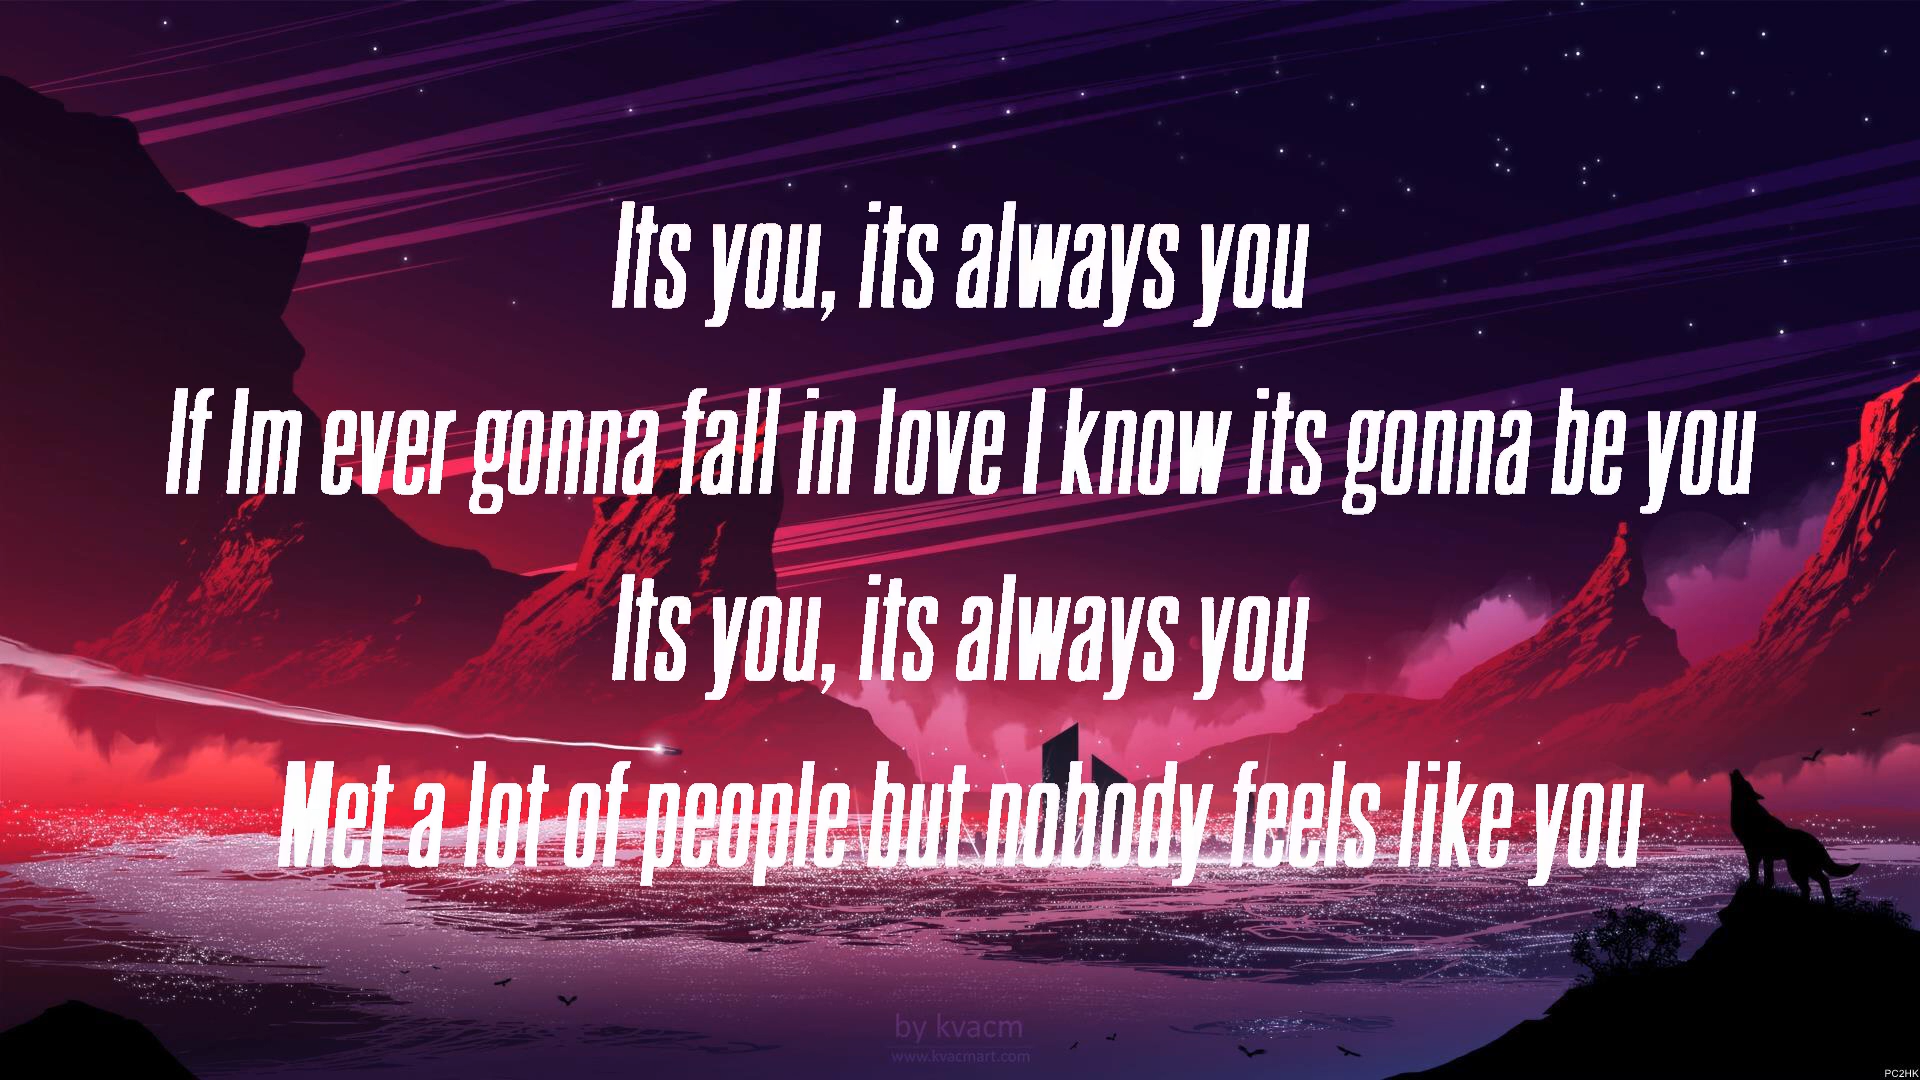 Its you, its always you
If Im ever gonna fall in love I know its gonna be you
Its you, its always you
Met a lot of people but nobody feels like you
by kvacm
www.kvacmart.com
PC2HK